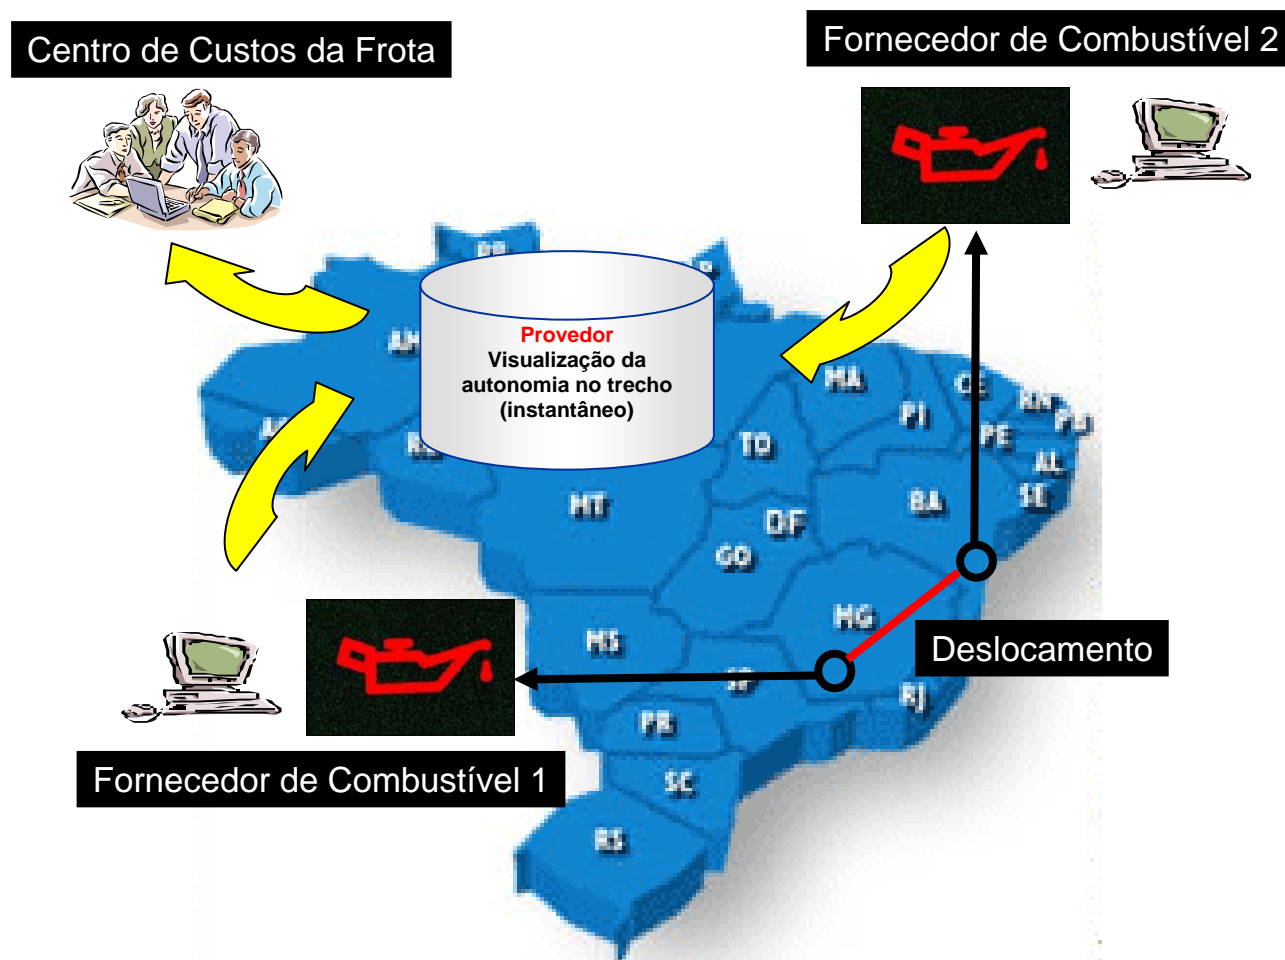 Centro de Custos da Frota
Fornecedor de Combustível 2
Provedor
Visualização da
autonomia no trecho
(instantâneo)
AM
MA
CE
RN
PI
PE
TO
AL
SE
BA
MT
DF
GO
MG
MS
Deslocamento
SP
RJ
PR
Fornecedor de Combustível 1
SC
RS